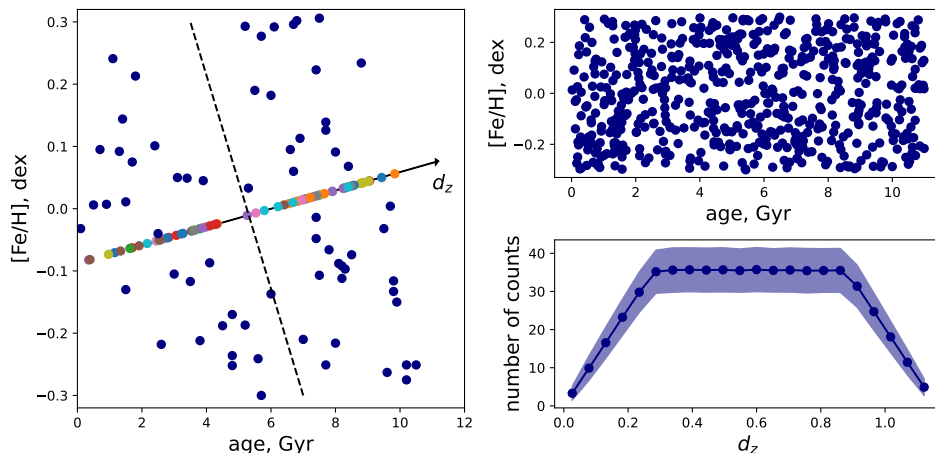 0.3
0.2
0.1
0.0
−0.1
−0.2
−0.3
[Fe/H], dex
0 2 4 6 8 10 12
age, Gyr
d_z
0.2
0.0
−0.2
[Fe/H], dex
0 2 4 6 8 10
age, Gyr
40
30
20
10
0
number of counts
0.0 0.2 0.4 0.6 0.8 1.0
d_z